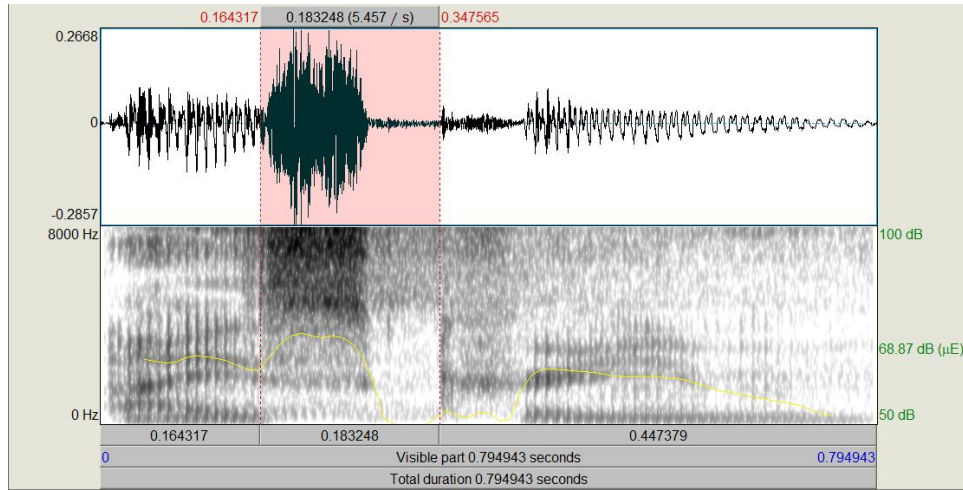 0.164317 0.183248 (5.457 / s) 0.347565
0.2668
0
-0.2857
8000 Hz 100 dB
68.87 dB (µE)
0 Hz 50 dB
0.164317 0.183248 0.447379
0 Visible part 0.794943 seconds 0.794943
Total duration 0.794943 seconds